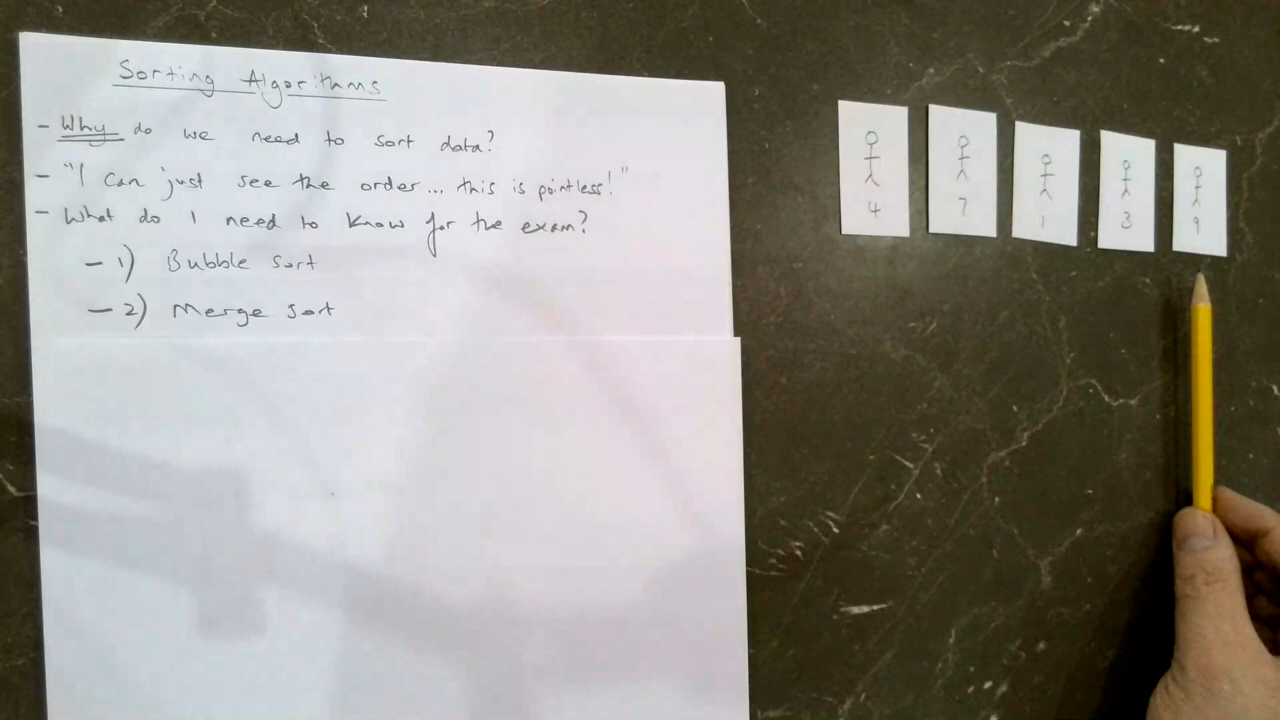 Sorting Algorithms
- Why do we need to sort data?
- "I can just see the order... this is pointless!"
- What do I need to know for the exam?
- 1) Bubble sort
- 2) Merge sort
4 7 1 3 9